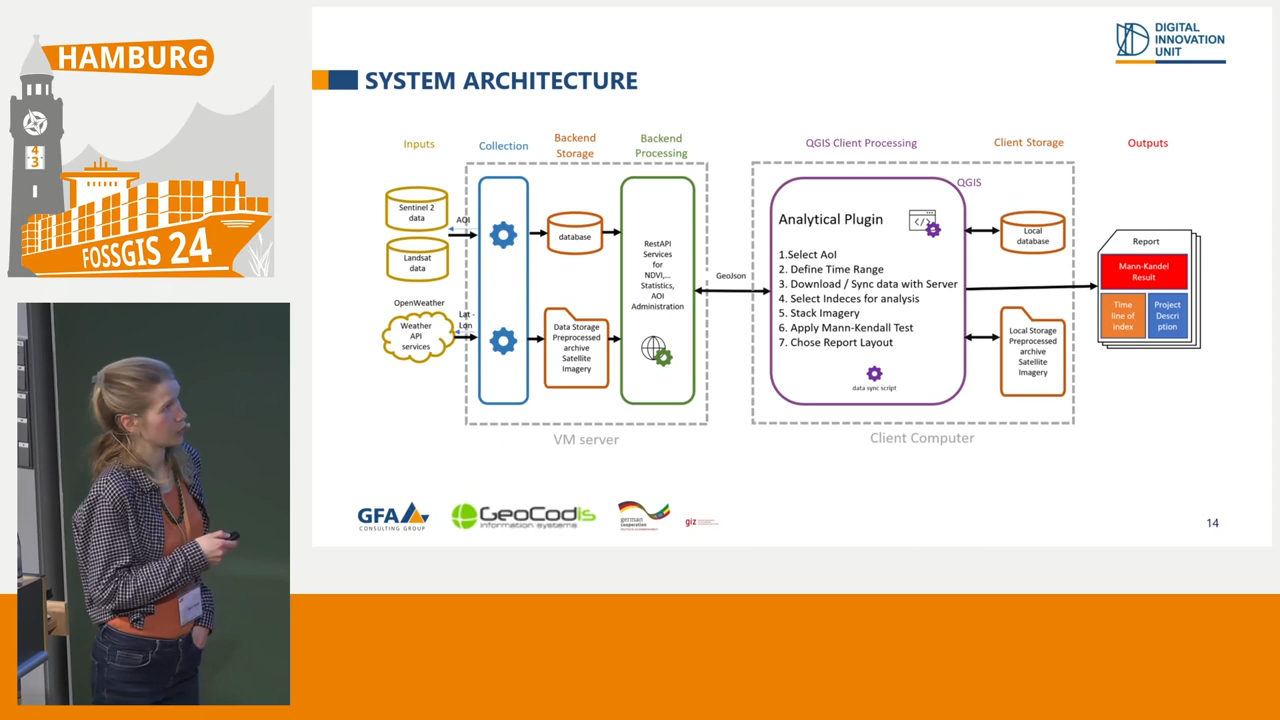 HAMBURG
4
3
FOSSGIS 24
DIGITAL
INNOVATION
UNIT
SYSTEM ARCHITECTURE
Inputs
Collection
Backend
Storage
Backend
Processing
QGIS Client Processing
Client Storage
Outputs
Sentinel 2
data
Landsat
data
AOI
OpenWeather
Weather
API
services
Lat -
Lon
database
Data Storage
Preprocessed
archive
Satellite
Imagery
RestAPI
Services
for
NDVI,...
Statistics,
AOI
Administration
GeoJson
QGIS
Analytical Plugin
1.Select AoI
2. Define Time Range
3. Download / Sync data with Server
4. Select Indeces for analysis
5. Stack Imagery
6. Apply Mann-Kendall Test
7. Chose Report Layout
data sync script
Local
database
Local Storage
Preprocessed
archive
Satellite
Imagery
Report
Mann-Kandel
Result
Time
line of
index
Project
Descri
ption
VM server
Client Computer
GFA
CONSULTING GROUP
GeoCodis
information systems
german
cooperation
giz
14